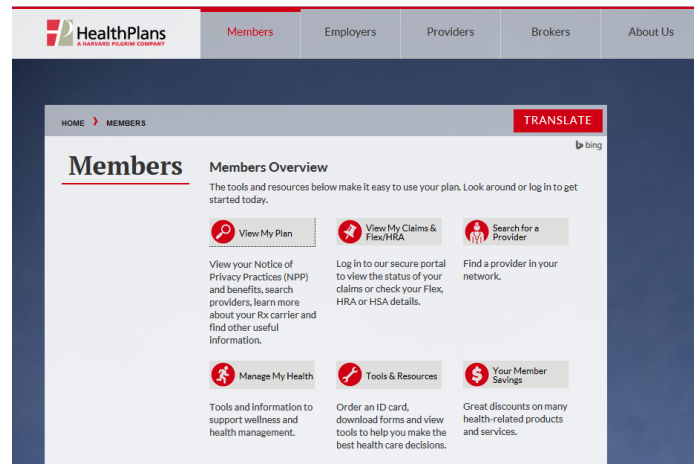 HealthPlans
A HARVARD PILGRIM COMPANY
Members
Employers
Providers
Brokers
About Us
HOME > MEMBERS
TRANSLATE
bing
Members
Members Overview
The tools and resources below make it easy to use your plan. Look around or log in to get
started today.
View My Plan
View your Notice of
Privacy Practices (NPP)
and benefits, search
providers, learn more
about your Rx carrier and
find other useful
information.
View My Claims &
Flex/HRA
Log in to our secure portal
to view the status of your
claims or check your Flex,
HRA or HSA details.
Search for a
Provider
Find a provider in your
network.
Manage My Health
Tools and information to
support wellness and
health management.
Tools & Resources
Order an ID card,
download forms and view
tools to help you make the
best health care decisions.
Your Member
Savings
Great discounts on many
health-related products
and services.